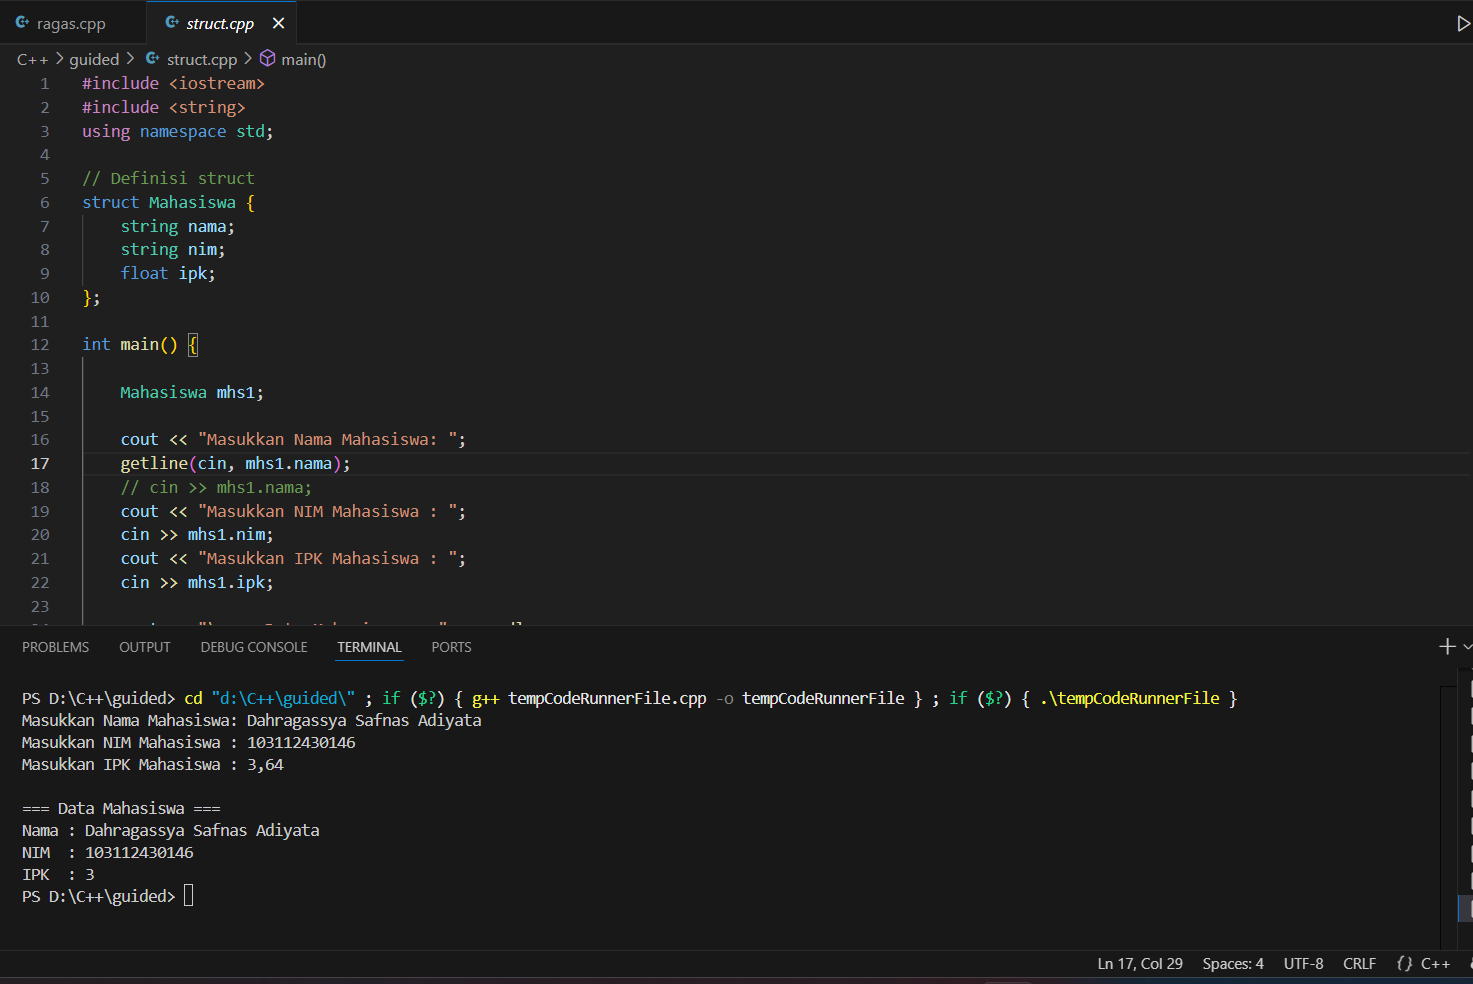 ragas.cpp
struct.cpp
C++ > guided > struct.cpp > main()
1 #include <iostream>
2 #include <string>
3 using namespace std;
4
5 // Definisi struct
6 struct Mahasiswa {
7 string nama;
8 string nim;
9 float ipk;
10 };
11
12 int main() {
13
14 Mahasiswa mhs1;
15
16 cout << "Masukkan Nama Mahasiswa: ";
17 getline(cin, mhs1.nama);
18 // cin >> mhs1.nama;
19 cout << "Masukkan NIM Mahasiswa : ";
20 cin >> mhs1.nim;
21 cout << "Masukkan IPK Mahasiswa : ";
22 cin >> mhs1.ipk;
23
PROBLEMS OUTPUT DEBUG CONSOLE TERMINAL PORTS
PS D:\C++\guided> cd "d:\C++\guided\" ; if ($?) { g++ tempCodeRunnerFile.cpp -o tempCodeRunnerFile } ; if ($?) { .\tempCodeRunnerFile }
Masukkan Nama Mahasiswa: Dahragassya Safnas Adiyata
Masukkan NIM Mahasiswa : 103112430146
Masukkan IPK Mahasiswa : 3,64
=== Data Mahasiswa ===
Nama : Dahragassya Safnas Adiyata
NIM : 103112430146
IPK : 3
PS D:\C++\guided>
Ln 17, Col 29 Spaces: 4 UTF-8 CRLF {} C++